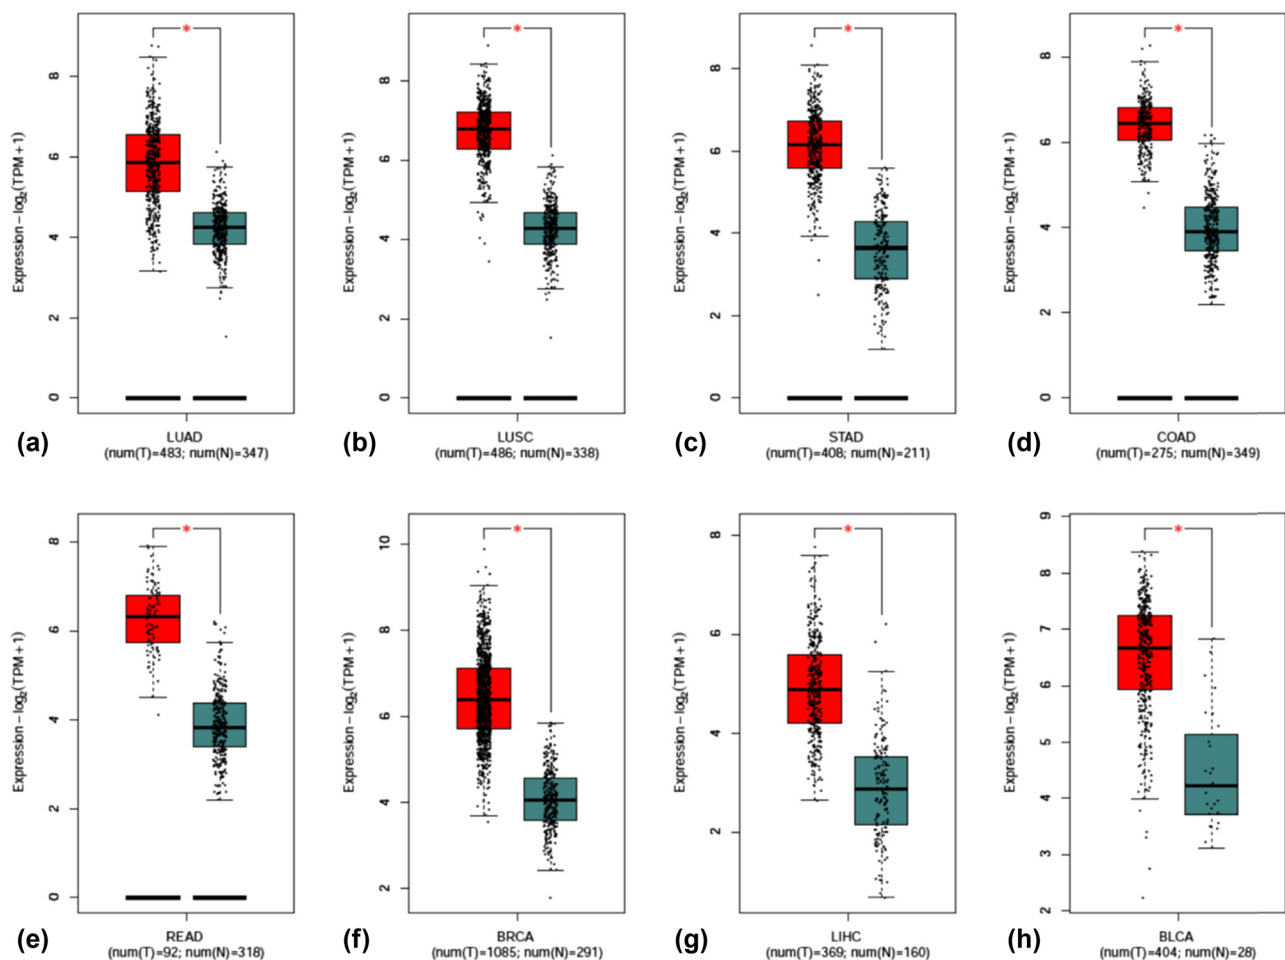 Expression – log₂(TPM + 1)
0 2 4 6 8
*
(a)
LUAD
(num(T)=483; num(N)=347)
Expression – log₂(TPM + 1)
0 2 4 6 8
*
(b)
LUSC
(num(T)=486; num(N)=338)
Expression – log₂(TPM + 1)
0 2 4 6 8
*
(c)
STAD
(num(T)=408; num(N)=211)
Expression – log₂(TPM + 1)
0 2 4 6 8
*
(d)
COAD
(num(T)=275; num(N)=349)
Expression – log₂(TPM + 1)
0 2 4 6 8
*
(e)
READ
(num(T)=92; num(N)=318)
Expression – log₂(TPM + 1)
2 4 6 8 10
*
(f)
BRCA
(num(T)=1085; num(N)=291)
Expression – log₂(TPM + 1)
2 4 6 8
*
(g)
LIHC
(num(T)=369; num(N)=160)
Expression – log₂(TPM + 1)
2 3 4 5 6 7 8 9
*
(h)
BLCA
(num(T)=404; num(N)=28)